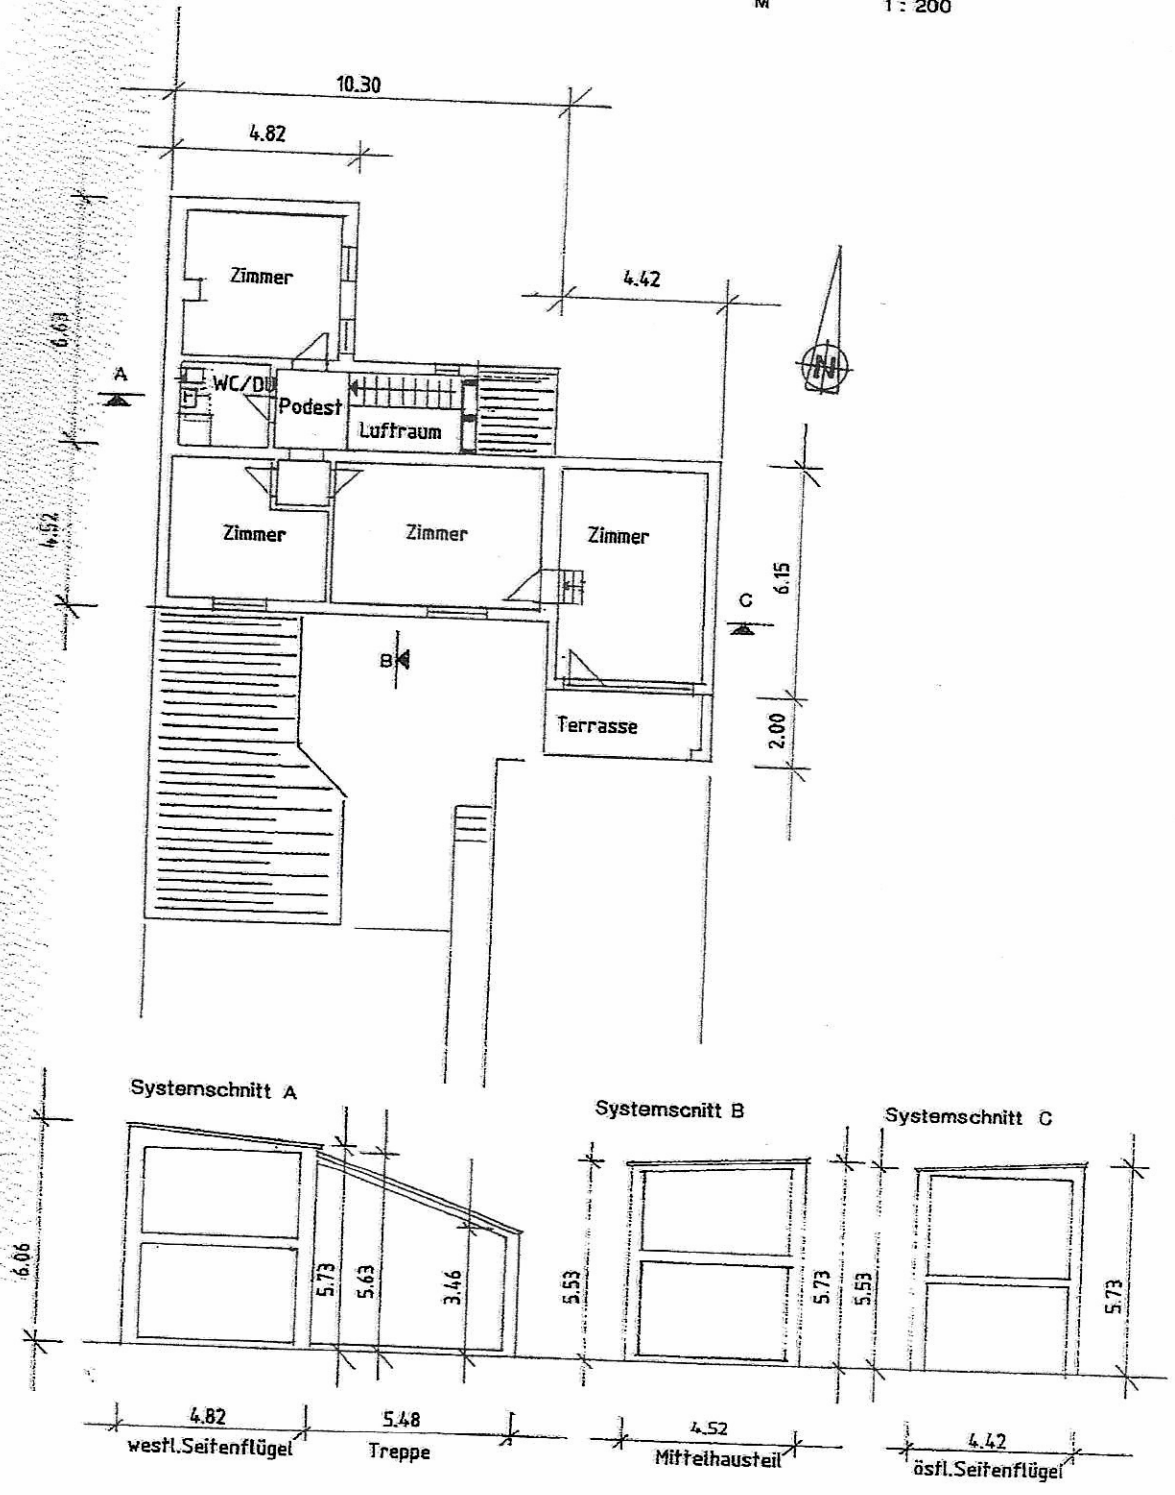 M 1 : 200
10.30
4.82
Zimmer
4.42
6.63
N
A
WC/DU
Podest
Luftraum
4.52
Zimmer
Zimmer
Zimmer
6.15
C
B
Terrasse
2.00
Systemschnitt A
Systemscnitt B
Systemschnitt C
6.06
5.73
5.63
3.46
5.53
5.73
5.53
5.73
4.82
5.48
4.52
4.42
westl.Seitenflügel
Treppe
Mittelhausteil
östl.Seitenflügel